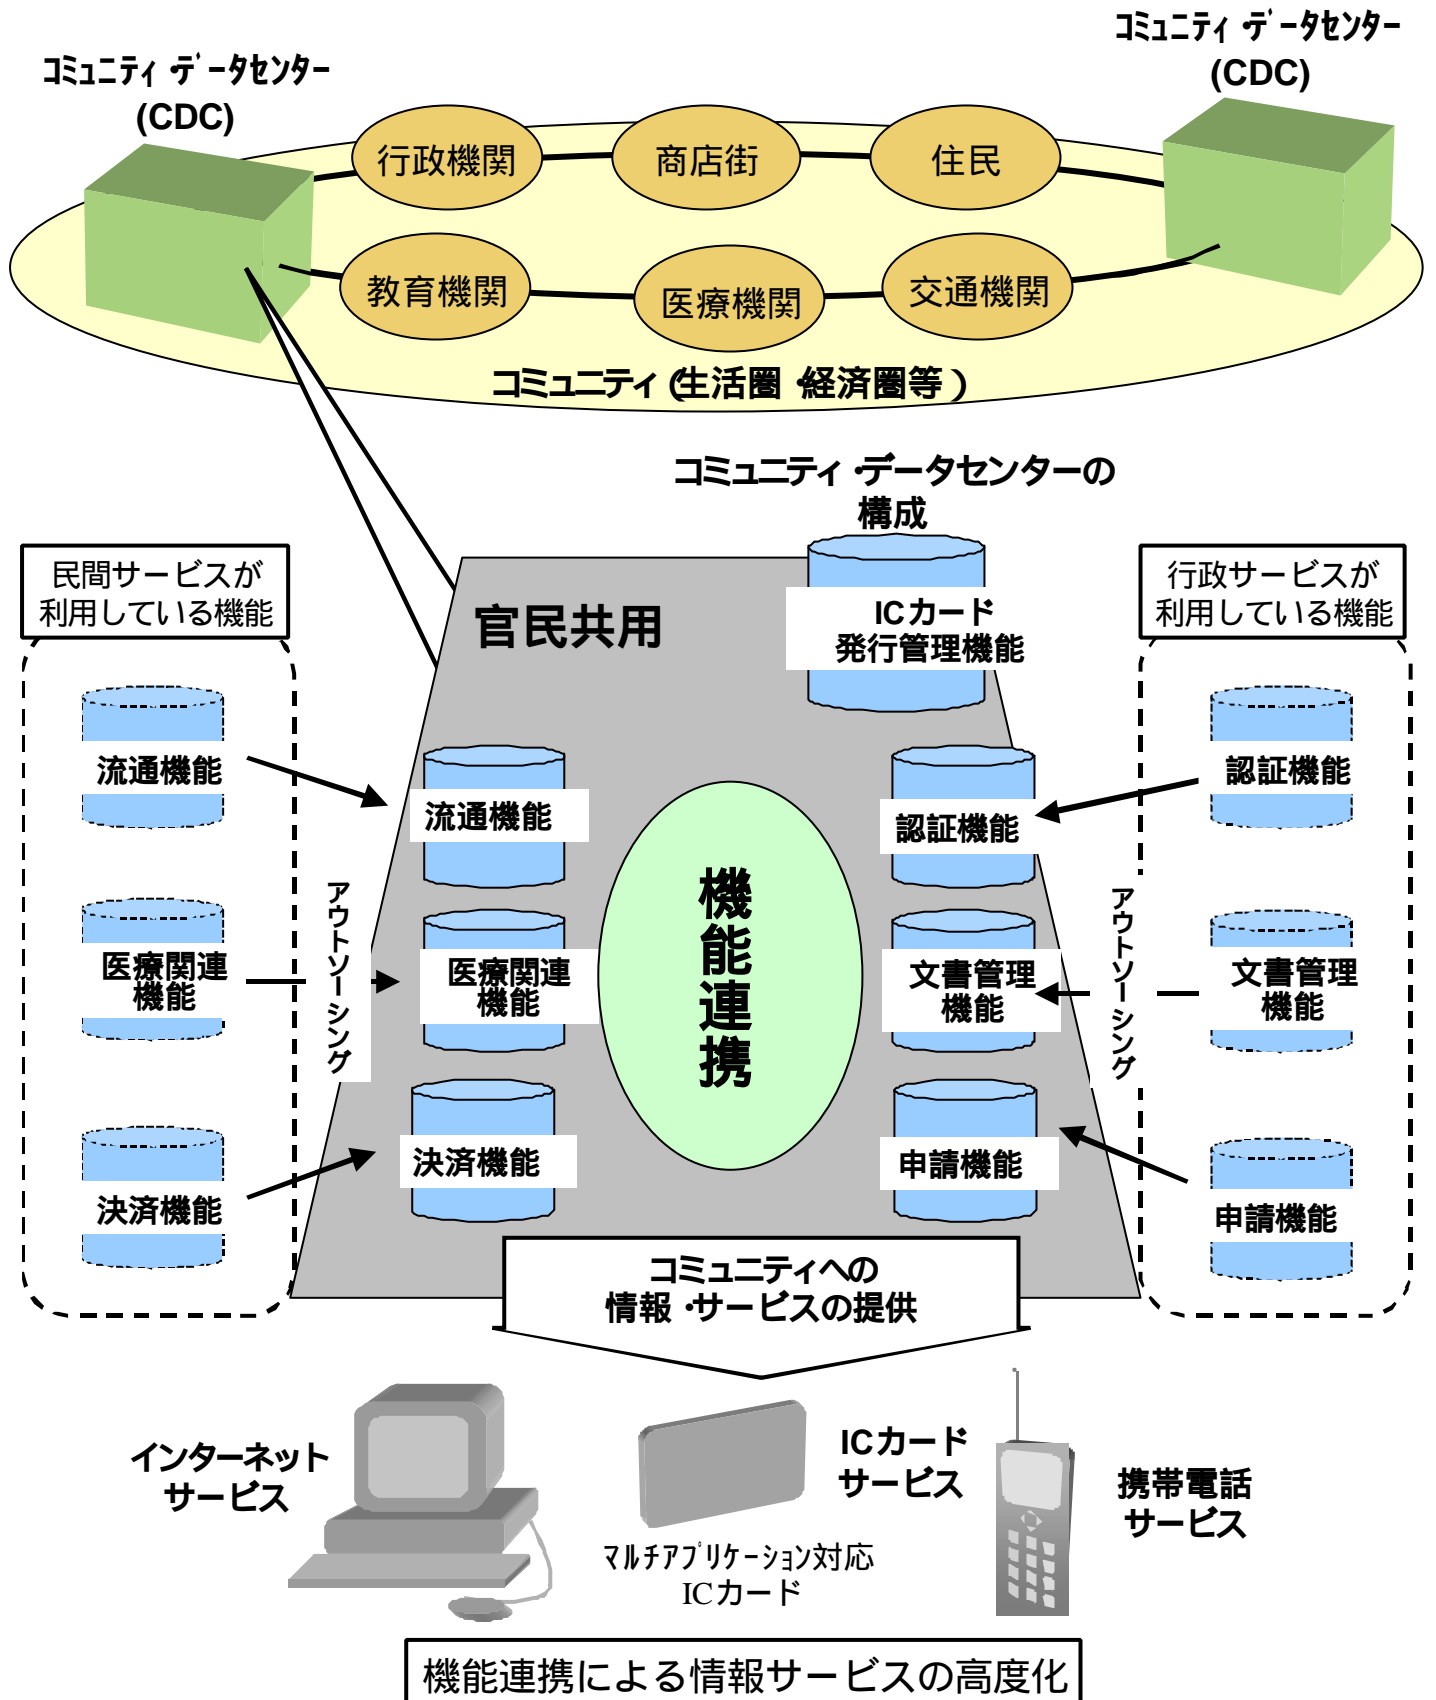 コミュニティ・データセンター
(CDC)
コミュニティ・データセンター
(CDC)
行政機関
商店街
住民
教育機関
医療機関
交通機関
コミュニティ(生活圏・経済圏等)
コミュニティ・データセンターの
構成
民間サービスが
利用している機能
官民共用
ICカード
発行管理機能
行政サービスが
利用している機能
流通機能
流通機能
認証機能
認証機能
機能連携
アウトソーシング
アウトソーシング
医療関連
機能
医療関連
機能
文書管理
機能
文書管理
機能
決済機能
決済機能
申請機能
申請機能
コミュニティへの
情報・サービスの提供
インターネット
サービス
ICカード
サービス
携帯電話
サービス
マルチアプリケーション対応
ICカード
機能連携による情報サービスの高度化